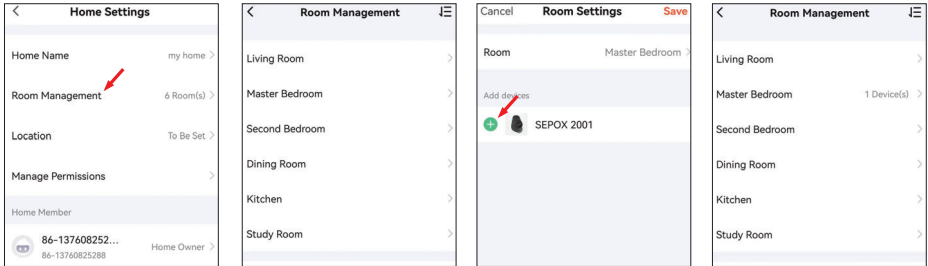 Home Settings
Home Name my home
Room Management 6 Room(s)
Location To Be Set
Manage Permissions
Home Member
86-137608252...
86-13760825288
Home Owner
Room Management
Living Room
Master Bedroom
Second Bedroom
Dining Room
Kitchen
Study Room
Cancel Room Settings Save
Room Master Bedroom
Add devices
SEPOX 2001
Room Management
Living Room
Master Bedroom 1 Device(s)
Second Bedroom
Dining Room
Kitchen
Study Room